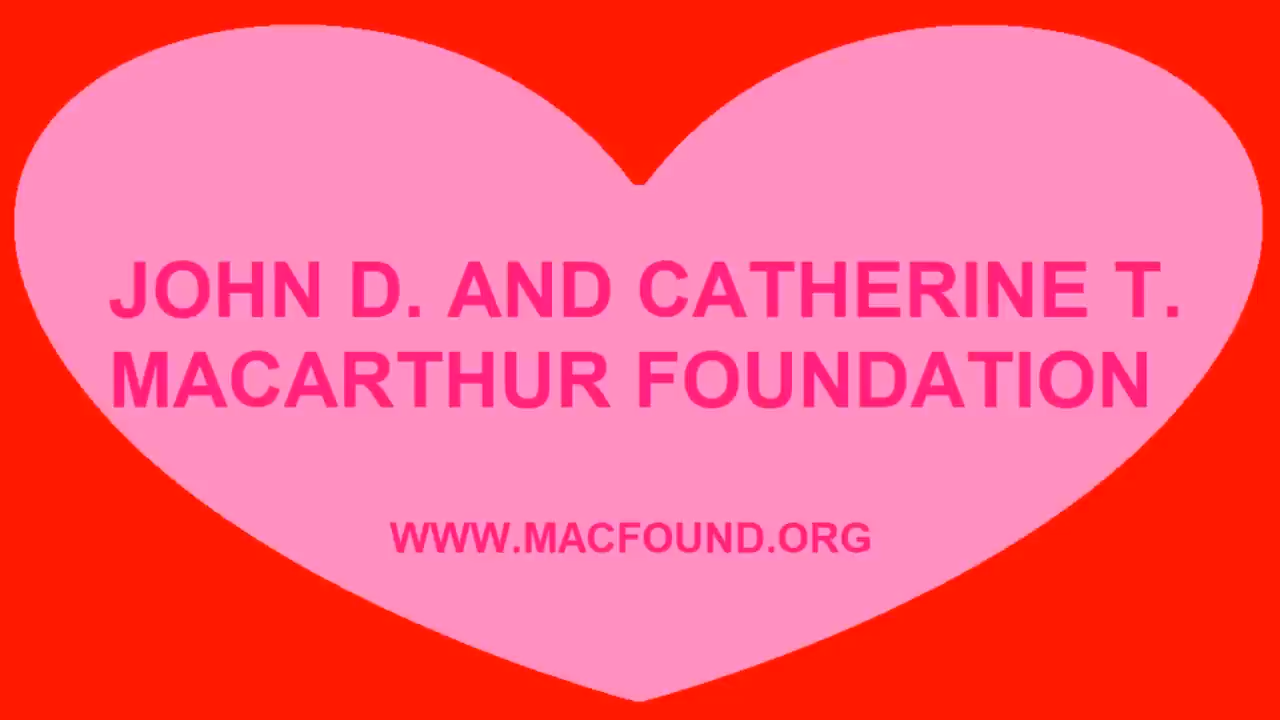 JOHN D. AND CATHERINE T.
MACARTHUR FOUNDATION
WWW.MACFOUND.ORG